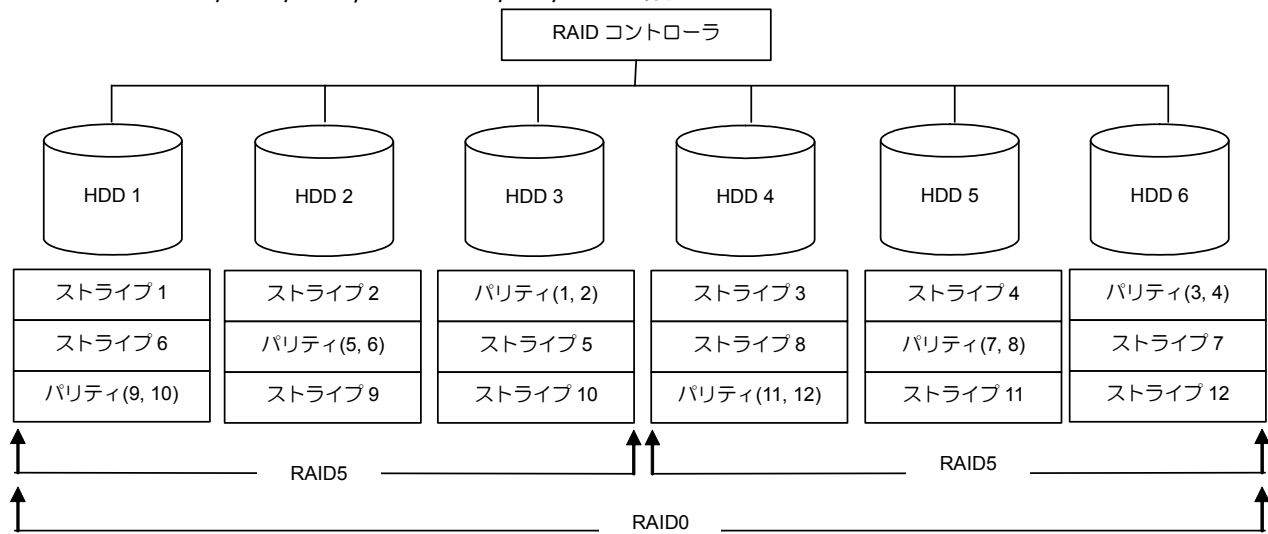 RAID コントローラ
HDD 1
HDD 2
HDD 3
HDD 4
HDD 5
HDD 6
ストライプ 1
ストライプ 2
パリティ(1, 2)
ストライプ 3
ストライプ 4
パリティ(3, 4)
ストライプ 6
パリティ(5, 6)
ストライプ 5
ストライプ 8
パリティ(7, 8)
ストライプ 7
パリティ(9, 10)
ストライプ 9
ストライプ 10
パリティ(11, 12)
ストライプ 11
ストライプ 12
RAID5
RAID5
RAID0